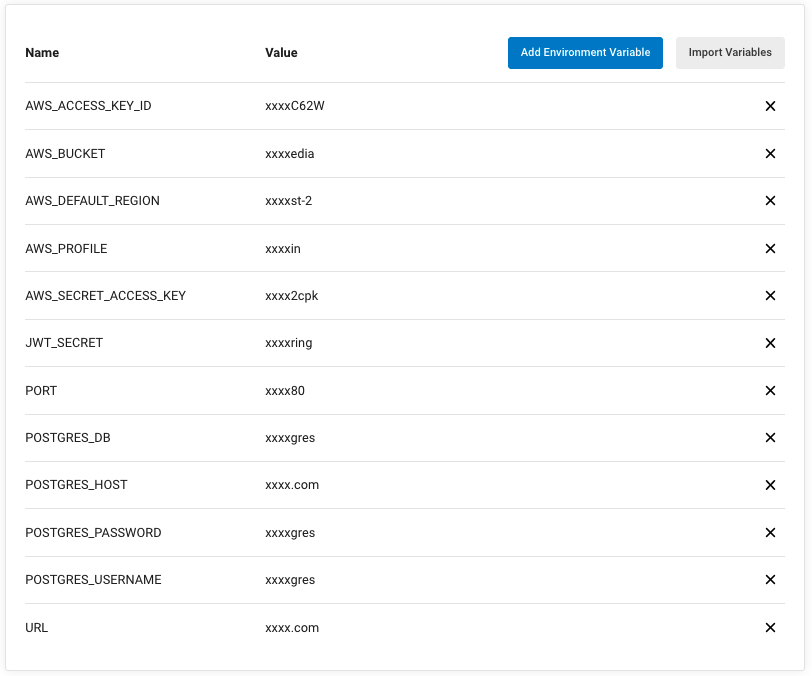 Name Value Add Environment Variable Import Variables
AWS_ACCESS_KEY_ID xxxxC62W
AWS_BUCKET xxxxedia
AWS_DEFAULT_REGION xxxxst-2
AWS_PROFILE xxxxin
AWS_SECRET_ACCESS_KEY xxxx2cpk
JWT_SECRET xxxxring
PORT xxxx80
POSTGRES_DB xxxxgres
POSTGRES_HOST xxxx.com
POSTGRES_PASSWORD xxxxgres
POSTGRES_USERNAME xxxxgres
URL xxxx.com